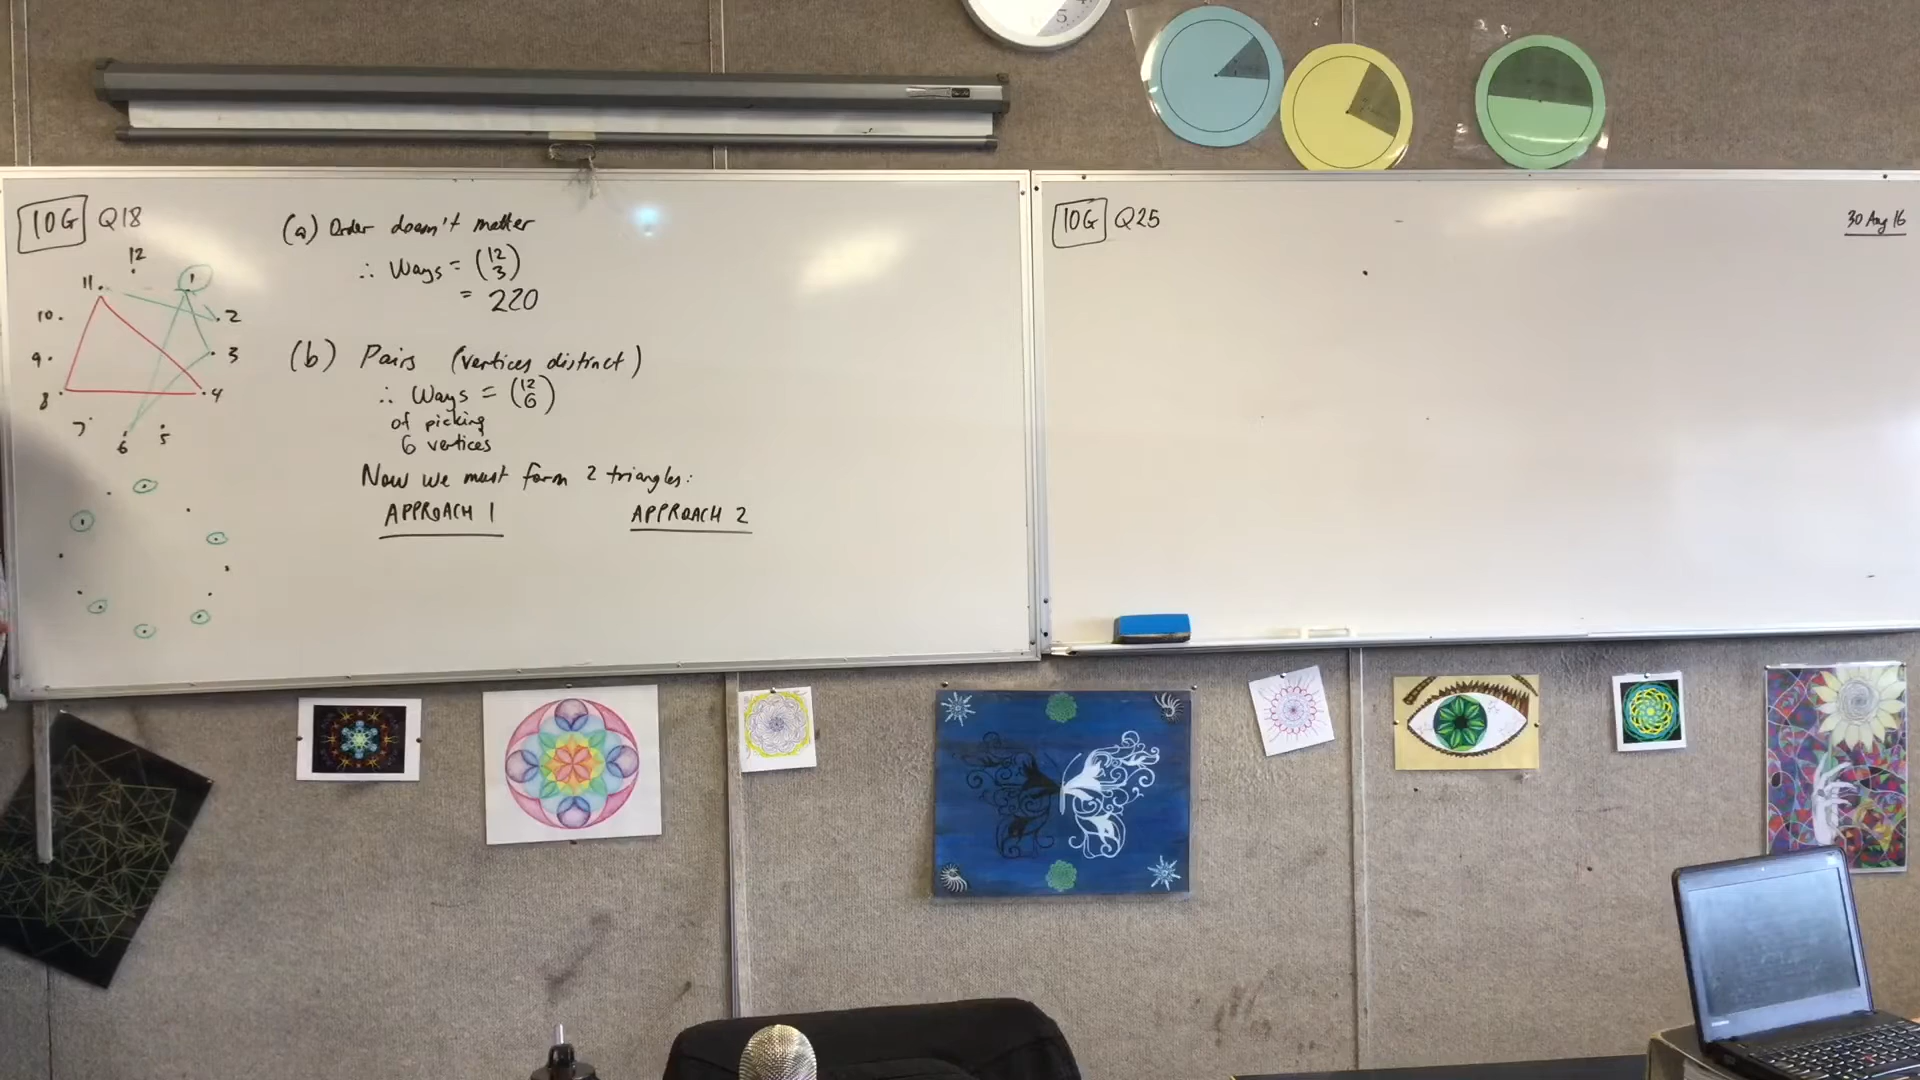 5
10G Q18
12
11
1
10
2
9
3
8
4
7
6
5
(a) Order doesn't matter
∴ Ways = (12 3)
= 220
(b) Pairs (vertices distinct)
∴ Ways = (12 6)
of picking
6 vertices
Now we must form 2 triangles:
APPROACH 1 APPROACH 2
10G Q25
30 Aug 16